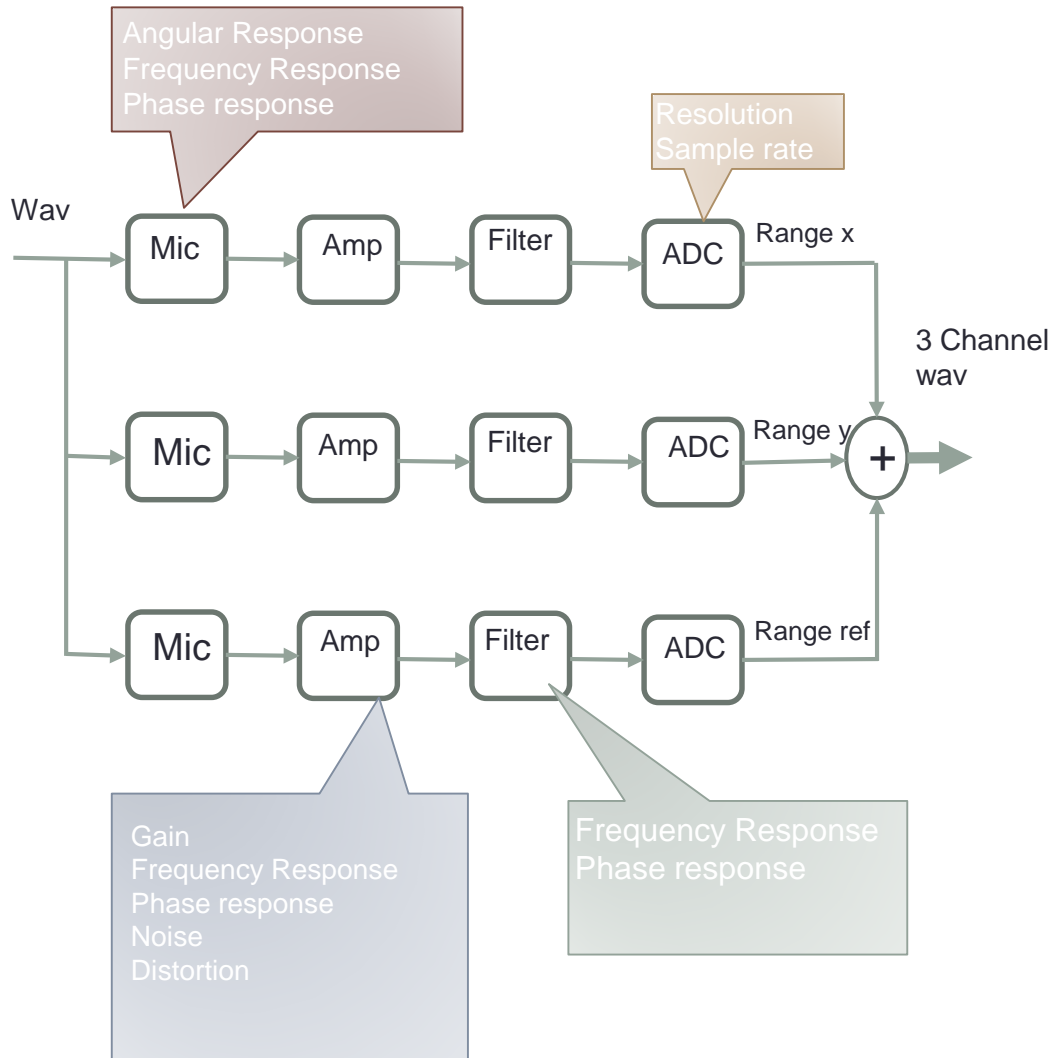 Angular Response
Frequency Response
Phase response
Resolution
Sample rate
Wav
Mic
Amp
Filter
ADC
Range x
3 Channel
wav
Mic
Amp
Filter
ADC
Range y
+
Mic
Amp
Filter
ADC
Range ref
Gain
Frequency Response
Phase response
Noise
Distortion
Frequency Response
Phase response